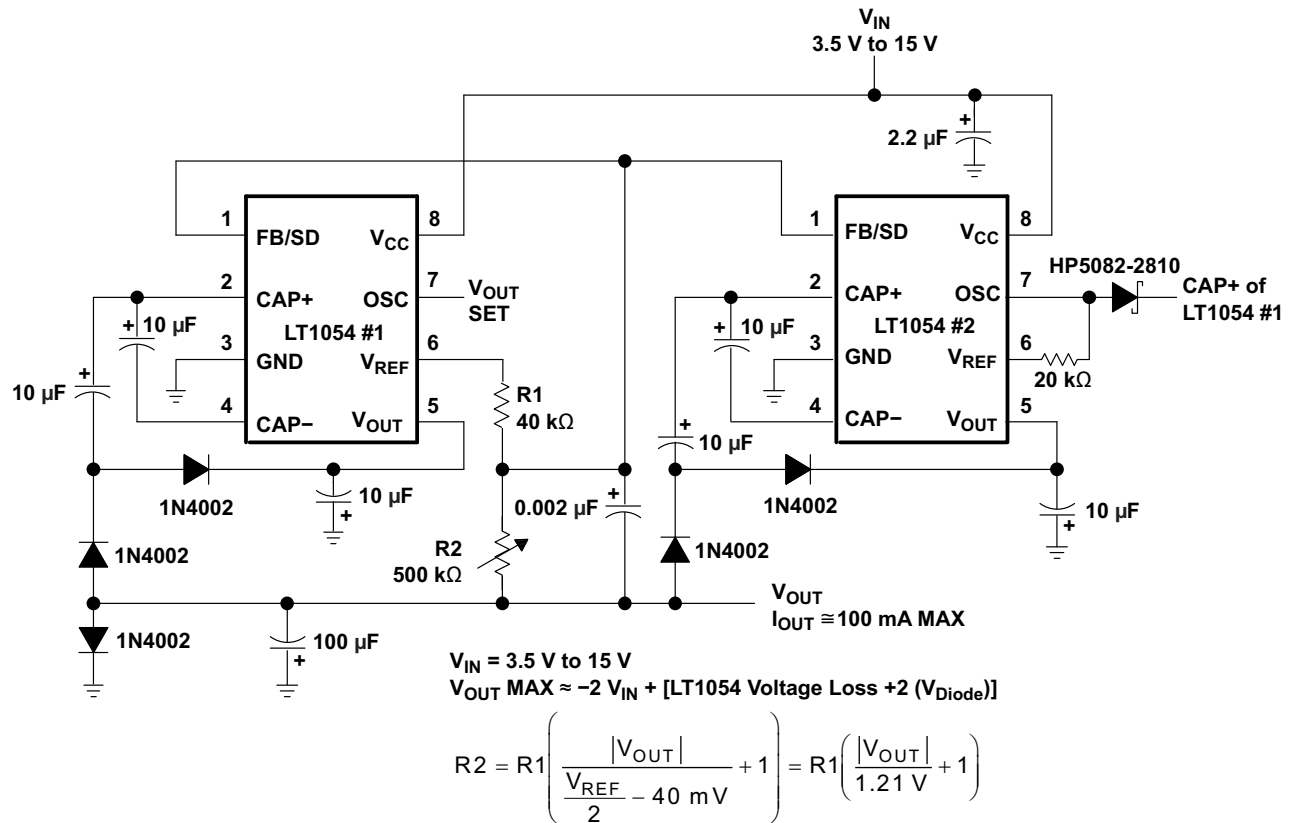 V_IN
3.5 V to 15 V
+
2.2 µF
1
FB/SD
V_CC
8
2
CAP+
OSC
7
V_OUT
SET
+
10 µF
LT1054 #1
3
GND
V_REF
6
+
10 µF
4
CAP−
V_OUT
5
R1
40 kΩ
1N4002
10 µF
+
+
0.002 µF
R2
500 kΩ
1N4002
1N4002
100 µF
+
1
FB/SD
V_CC
8
HP5082-2810
2
CAP+
OSC
7
CAP+ of
LT1054 #1
+
10 µF
LT1054 #2
3
GND
V_REF
6
20 kΩ
4
CAP−
V_OUT
5
+
10 µF
1N4002
10 µF
+
1N4002
V_OUT
I_OUT ≅ 100 mA MAX
V_IN = 3.5 V to 15 V
V_OUT MAX ≈ −2 V_IN + [LT1054 Voltage Loss +2 (V_Diode)]
R2 = R1(|V_OUT| / (V_REF/2 − 40 mV) + 1) = R1(|V_OUT| / 1.21 V + 1)